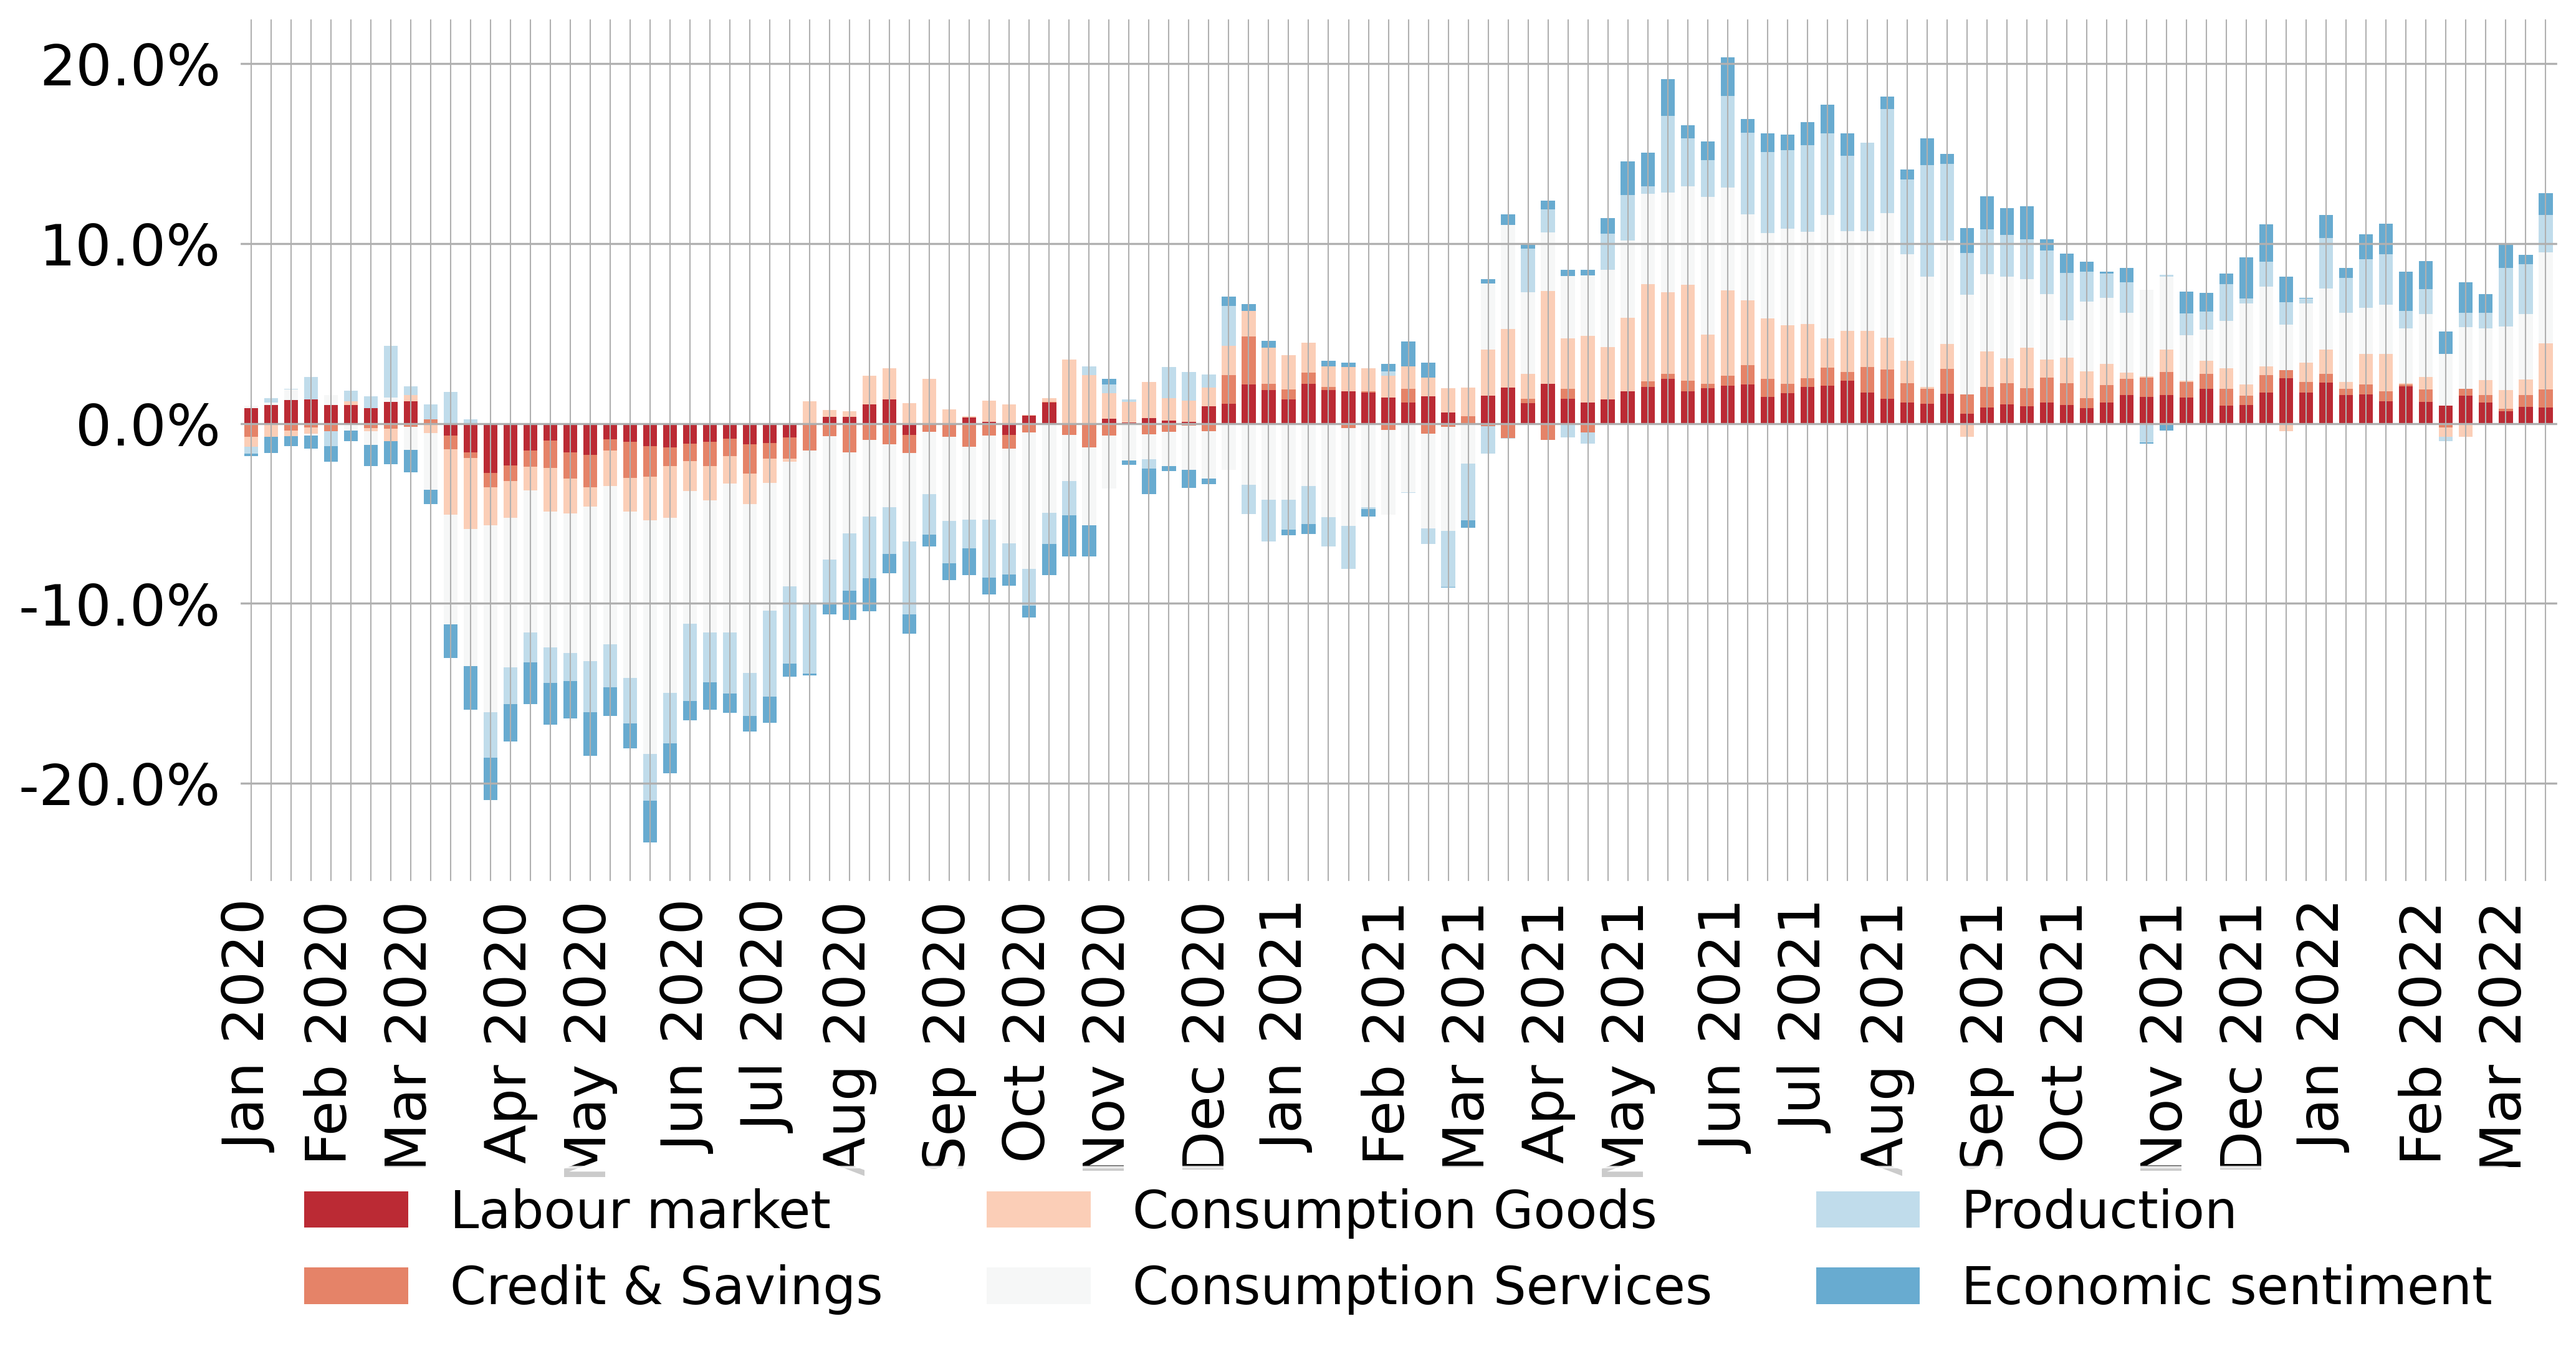 20.0%
10.0%
0.0%
-10.0%
-20.0%
Jan 2020
Feb 2020
Mar 2020
Apr 2020
May 2020
Jun 2020
Jul 2020
Aug 2020
Sep 2020
Oct 2020
Nov 2020
Dec 2020
Jan 2021
Feb 2021
Mar 2021
Apr 2021
May 2021
Jun 2021
Jul 2021
Aug 2021
Sep 2021
Oct 2021
Nov 2021
Dec 2021
Jan 2022
Feb 2022
Mar 2022
Labour market
Credit & Savings
Consumption Goods
Consumption Services
Production
Economic sentiment